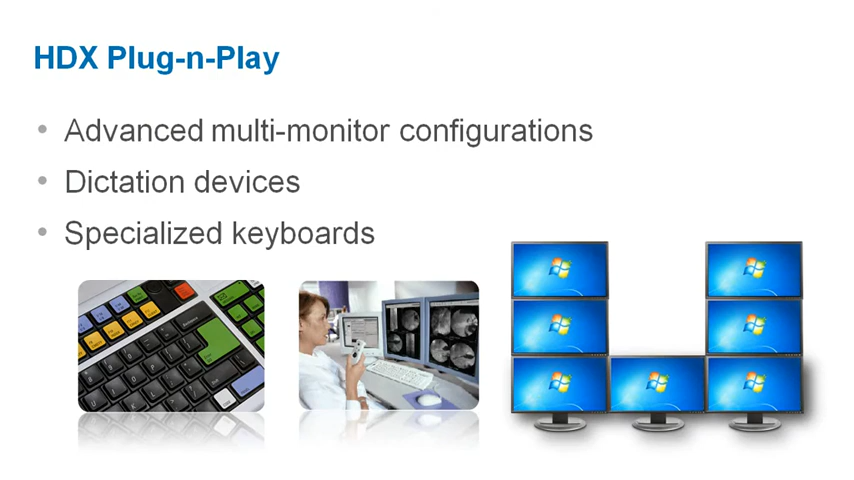 HDX Plug-n-Play
• Advanced multi-monitor configurations
• Dictation devices
• Specialized keyboards